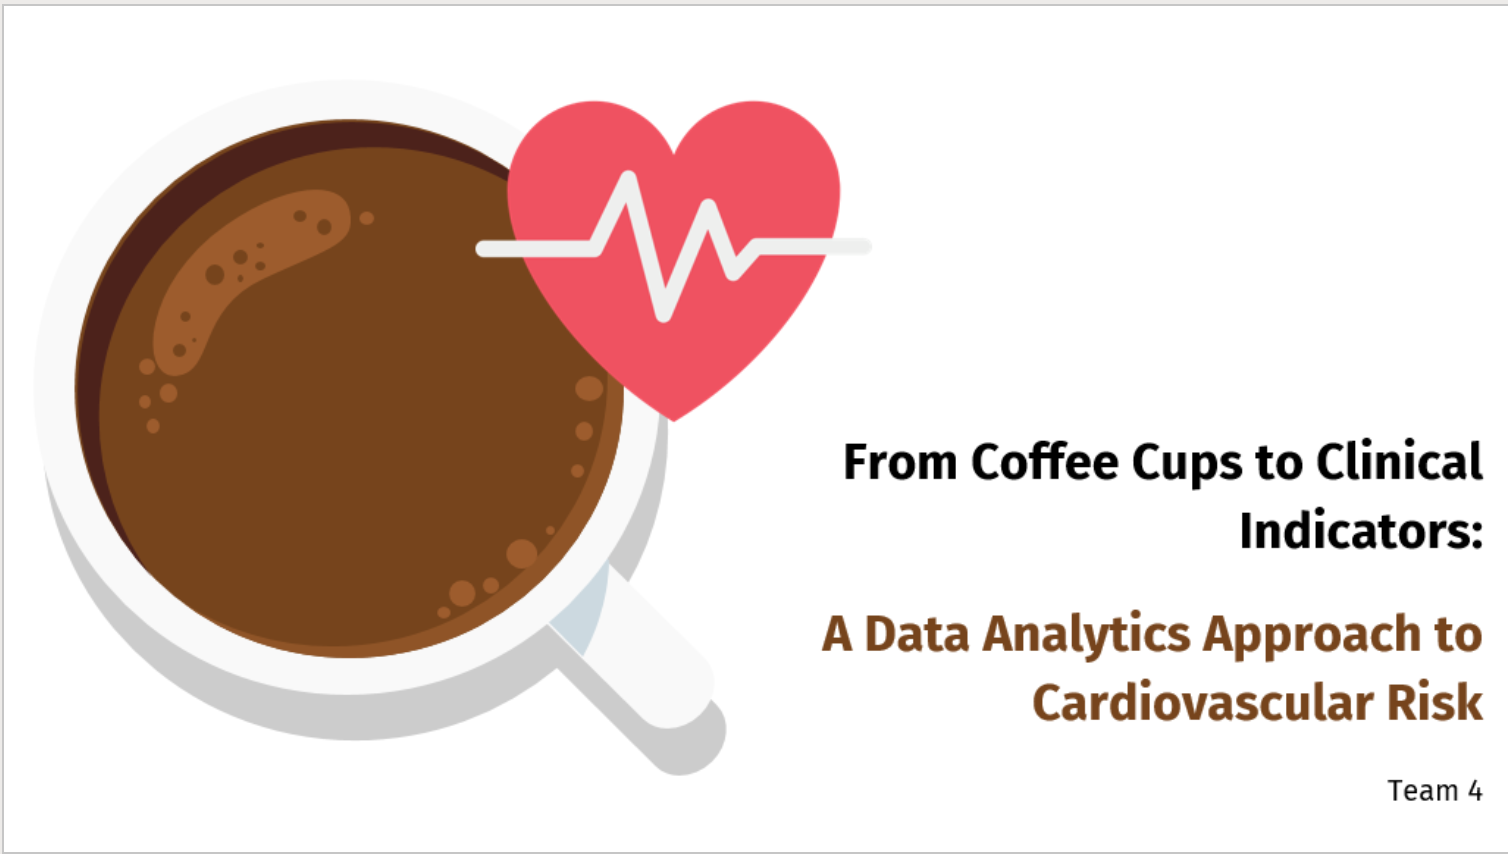 From Coffee Cups to Clinical
Indicators:
A Data Analytics Approach to
Cardiovascular Risk
Team 4